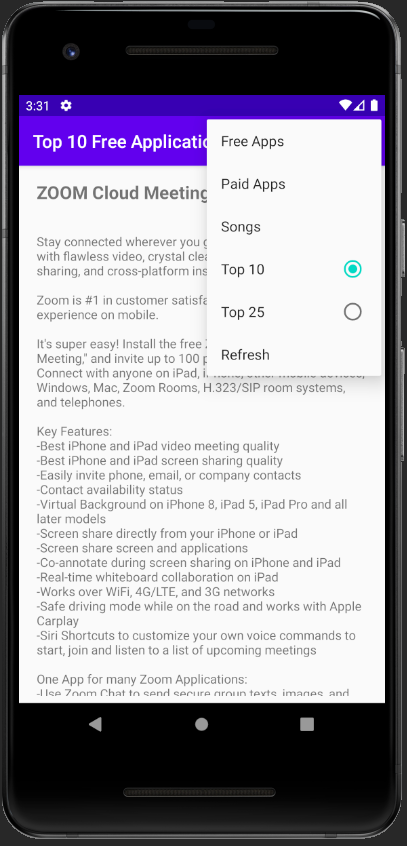 3:31
Top 10 Free Applicatio
Free Apps
Paid Apps
Songs
Top 10
Top 25
Refresh
ZOOM Cloud Meeting
Stay connected wherever you g
with flawless video, crystal clea
sharing, and cross-platform ins
Zoom is #1 in customer satisfa
experience on mobile.
It's super easy! Install the free
Meeting," and invite up to 100 p
Connect with anyone on iPad, iPhone, other mobile devices,
Windows, Mac, Zoom Rooms, H.323/SIP room systems,
and telephones.
Key Features:
-Best iPhone and iPad video meeting quality
-Best iPhone and iPad screen sharing quality
-Easily invite phone, email, or company contacts
-Contact availability status
-Virtual Background on iPhone 8, iPad 5, iPad Pro and all
later models
-Screen share directly from your iPhone or iPad
-Screen share screen and applications
-Co-annotate during screen sharing on iPhone and iPad
-Real-time whiteboard collaboration on iPad
-Works over WiFi, 4G/LTE, and 3G networks
-Safe driving mode while on the road and works with Apple
Carplay
-Siri Shortcuts to customize your own voice commands to
start, join and listen to a list of upcoming meetings
One App for many Zoom Applications:
-Use Zoom Chat to send secure group texts, images, and